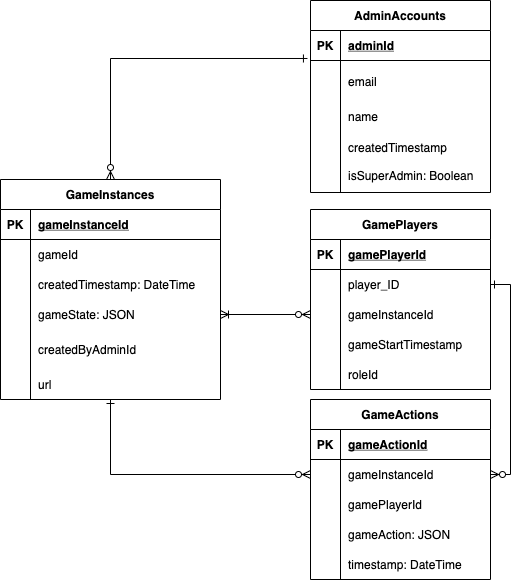 AdminAccounts
PK adminId
email
name
createdTimestamp
isSuperAdmin: Boolean
GameInstances
PK gameInstanceId
gameId
createdTimestamp: DateTime
gameState: JSON
createdByAdminId
url
GamePlayers
PK gamePlayerId
player_ID
gameInstanceId
gameStartTimestamp
roleId
GameActions
PK gameActionId
gameInstanceId
gamePlayerId
gameAction: JSON
timestamp: DateTime